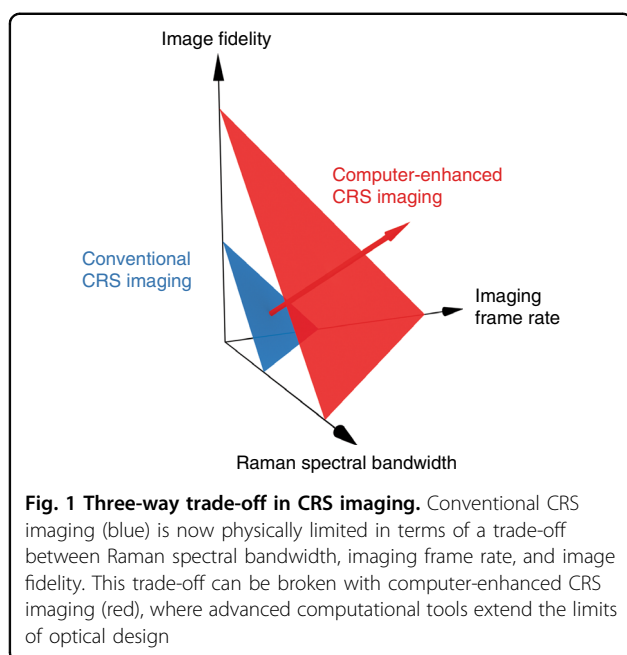 Image fidelity
Computer-enhanced
CRS imaging
Conventional
CRS imaging
Imaging
frame rate
Raman spectral bandwidth
Fig. 1 Three-way trade-off in CRS imaging. Conventional CRS
imaging (blue) is now physically limited in terms of a trade-off
between Raman spectral bandwidth, imaging frame rate, and image
fidelity. This trade-off can be broken with computer-enhanced CRS
imaging (red), where advanced computational tools extend the limits
of optical design